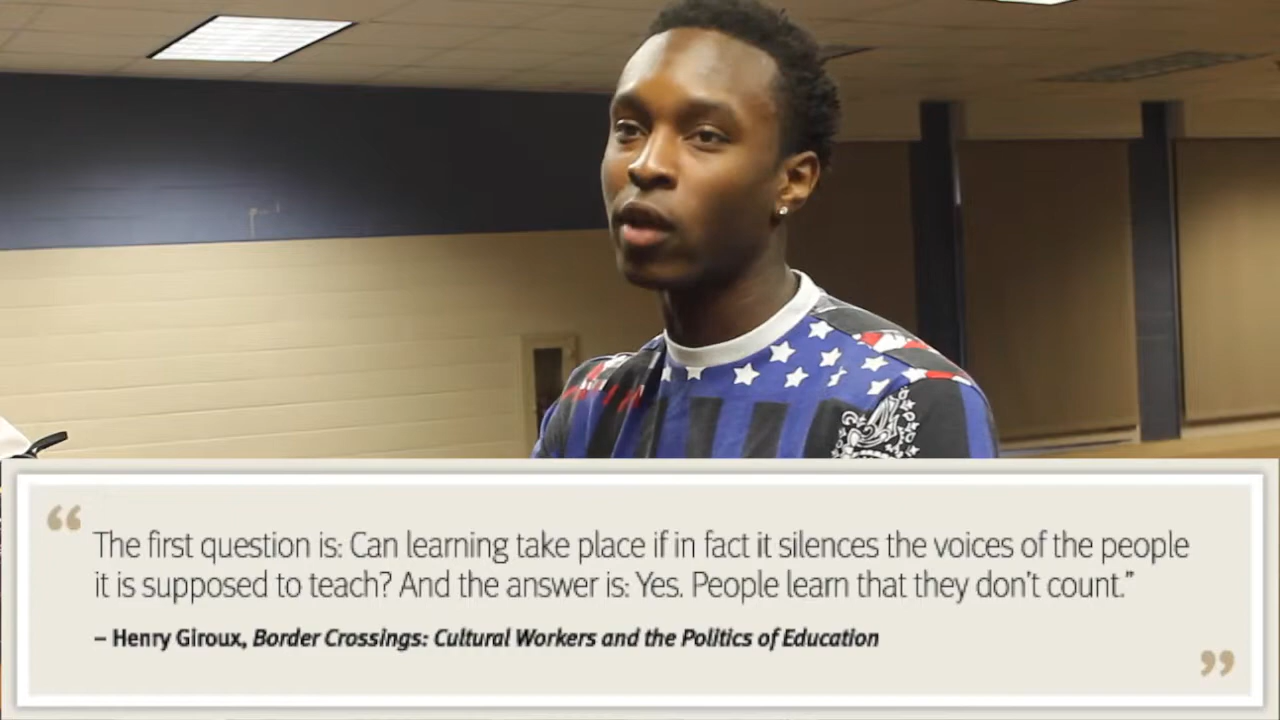 “ The first question is: Can learning take place if in fact it silences the voices of the people
it is supposed to teach? And the answer is: Yes. People learn that they don’t count.”
– Henry Giroux, Border Crossings: Cultural Workers and the Politics of Education
”